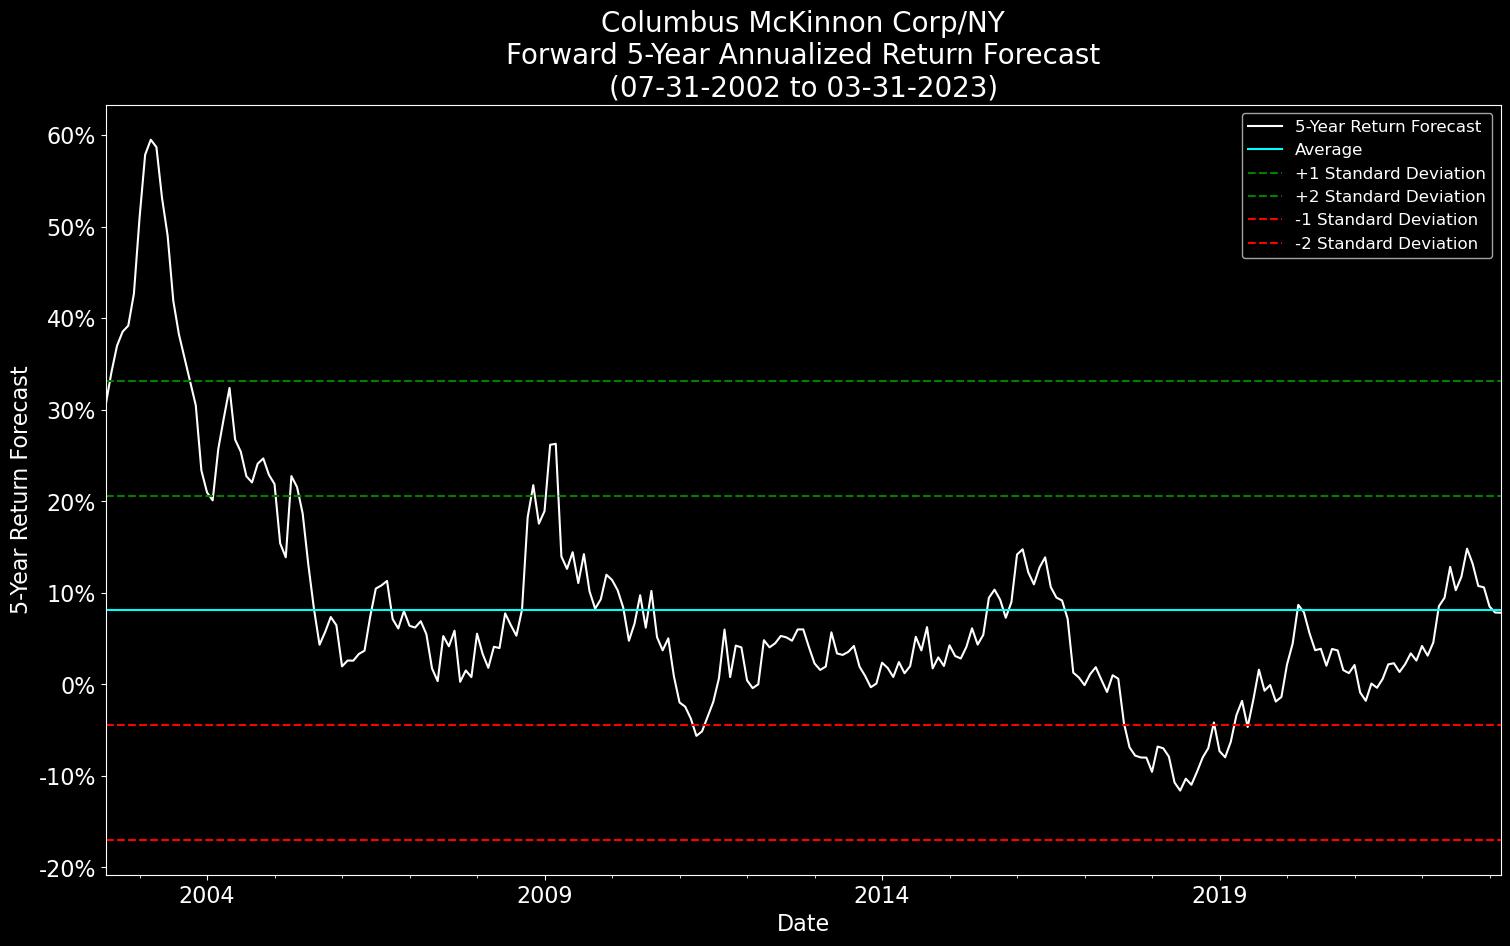 Columbus McKinnon Corp/NY
Forward 5-Year Annualized Return Forecast
(07-31-2002 to 03-31-2023)
5-Year Return Forecast
Average
+1 Standard Deviation
+2 Standard Deviation
-1 Standard Deviation
-2 Standard Deviation
5-Year Return Forecast
60%
50%
40%
30%
20%
10%
0%
-10%
-20%
2004
2009
2014
2019
Date